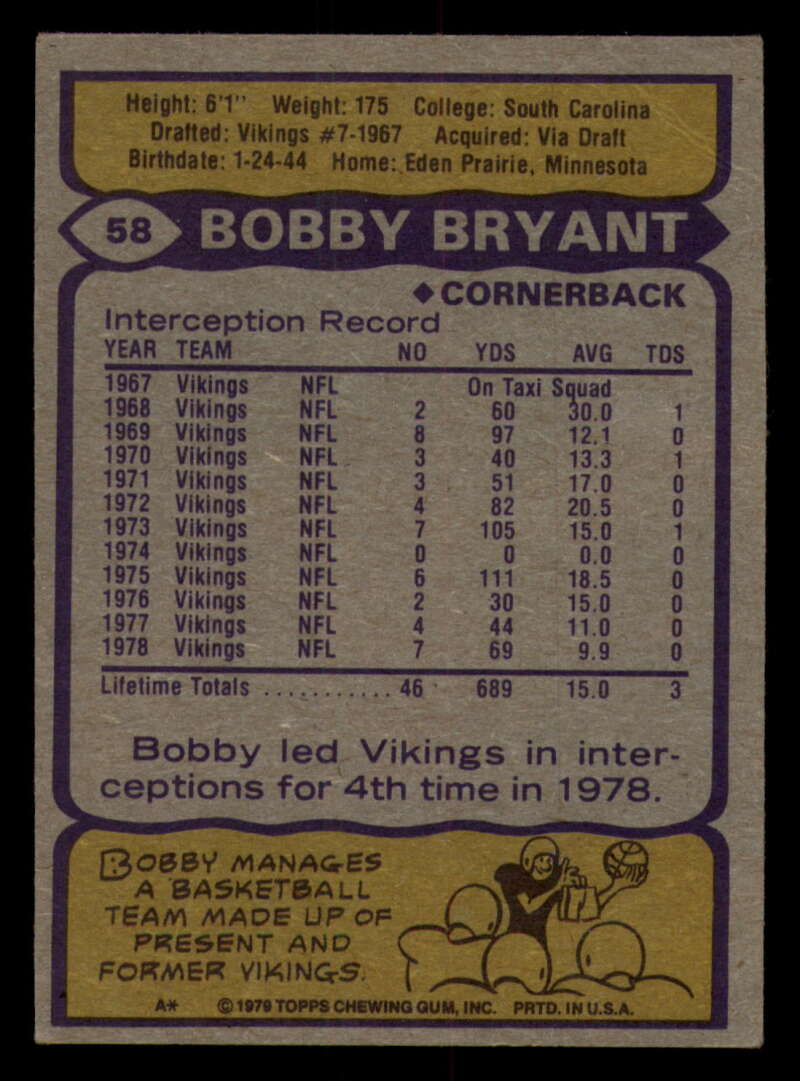 Height: 6'1" Weight: 175 College: South Carolina
Drafted: Vikings #7-1967 Acquired: Via Draft
Birthdate: 1-24-44 Home: Eden Prairie, Minnesota
58 BOBBY BRYANT
◆CORNERBACK
Interception Record
YEAR TEAM NO YDS AVG TDS
1967 Vikings NFL On Taxi Squad
1968 Vikings NFL 2 60 30.0 1
1969 Vikings NFL 8 97 12.1 0
1970 Vikings NFL 3 40 13.3 1
1971 Vikings NFL 3 51 17.0 0
1972 Vikings NFL 4 82 20.5 0
1973 Vikings NFL 7 105 15.0 1
1974 Vikings NFL 0 0 0.0 0
1975 Vikings NFL 6 111 18.5 0
1976 Vikings NFL 2 30 15.0 0
1977 Vikings NFL 4 44 11.0 0
1978 Vikings NFL 7 69 9.9 0
Lifetime Totals ........... 46 689 15.0 3
Bobby led Vikings in inter-
ceptions for 4th time in 1978.
BOBBY MANAGES
A BASKETBALL
TEAM MADE UP OF
PRESENT AND
FORMER VIKINGS.
A* © 1979 TOPPS CHEWING GUM, INC. PRTD. IN U.S.A.